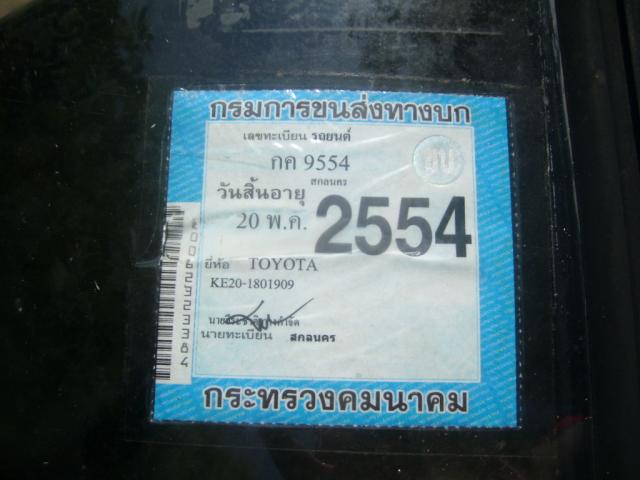 กรมการขนส่งทางบก
เลขทะเบียน รถยนต์
กค 9554
สกลนคร
วันสิ้นอายุ
20 พ.ค. 2554
ยี่ห้อ TOYOTA
KE20-1801909
นายทะเบียน สกลนคร
กระทรวงคมนาคม